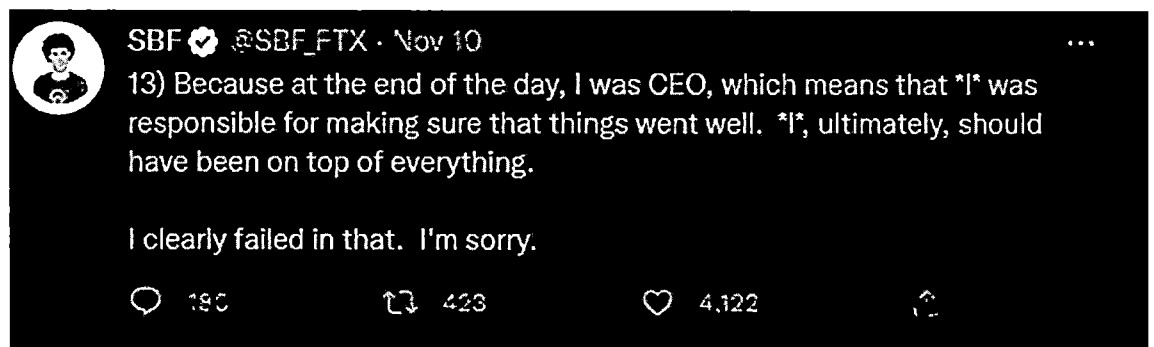 SBF @SBF_FTX · Nov 10
13) Because at the end of the day, I was CEO, which means that *I* was
responsible for making sure that things went well.  *I*, ultimately, should
have been on top of everything.
I clearly failed in that.  I'm sorry.
423 4,122